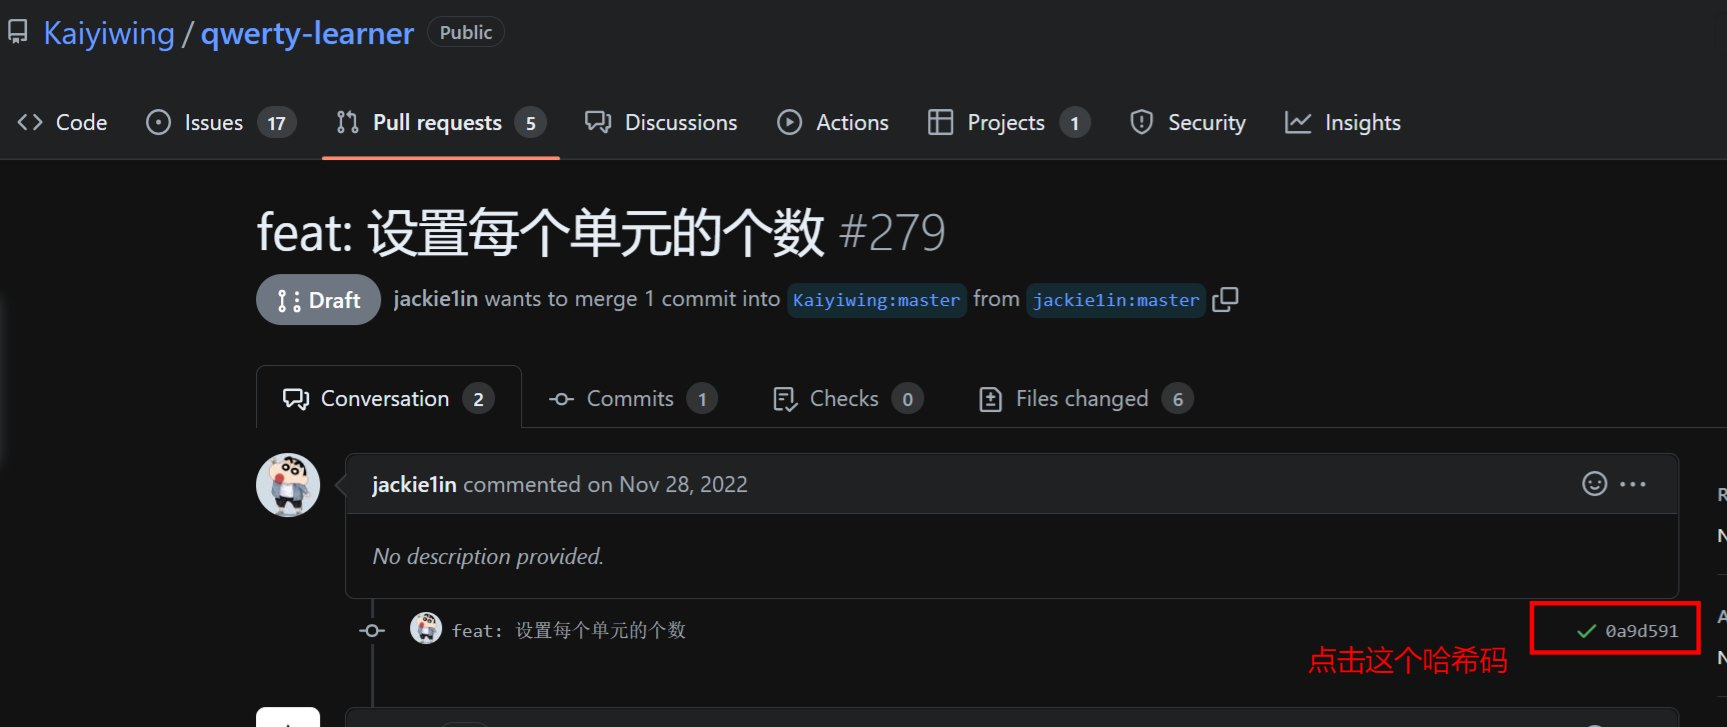 Kaiyiwing / qwerty-learner Public
Code Issues 17 Pull requests 5 Discussions Actions Projects 1 Security Insights
feat: 设置每个单元的个数 #279
Draft jackie1in wants to merge 1 commit into Kaiyiwing:master from jackie1in:master
Conversation 2 Commits 1 Checks 0 Files changed 6
jackie1in commented on Nov 28, 2022
No description provided.
feat: 设置每个单元的个数 0a9d591
点击这个哈希码